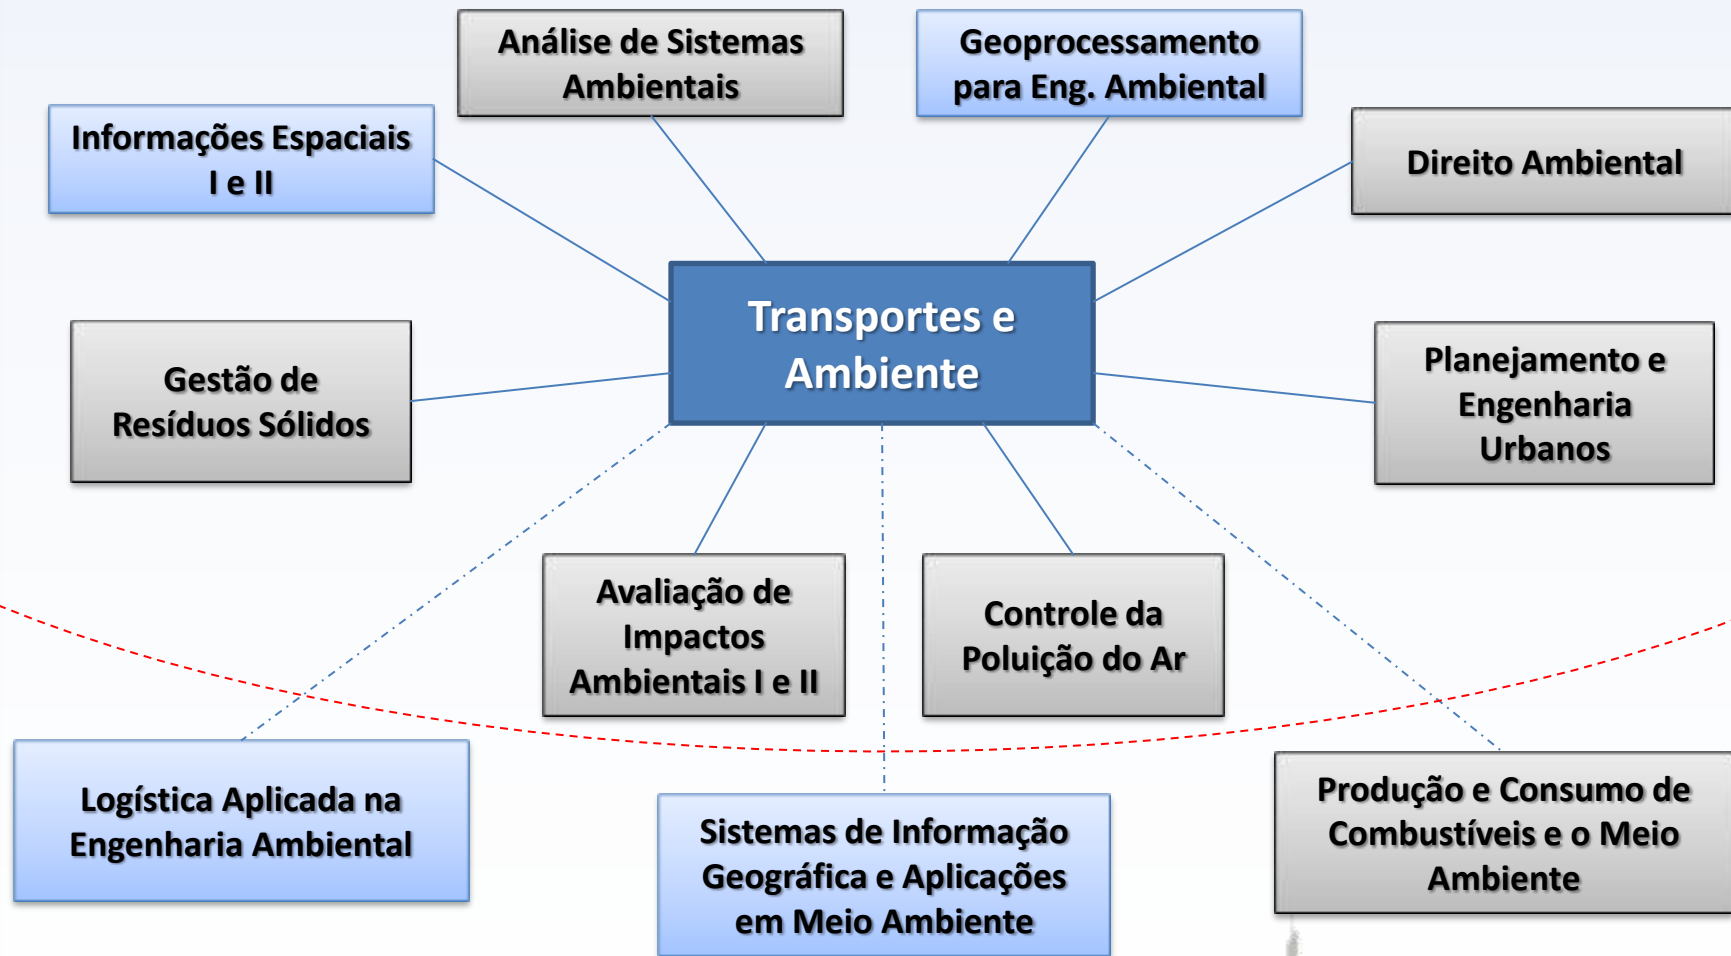 Análise de Sistemas
Ambientais
Geoprocessamento
para Eng. Ambiental
Informações Espaciais
I e II
Direito Ambiental
Transportes e
Ambiente
Gestão de
Resíduos Sólidos
Planejamento e
Engenharia
Urbanos
Avaliação de
Impactos
Ambientais I e II
Controle da
Poluição do Ar
Logística Aplicada na
Engenharia Ambiental
Sistemas de Informação
Geográfica e Aplicações
em Meio Ambiente
Produção e Consumo de
Combustíveis e o Meio
Ambiente